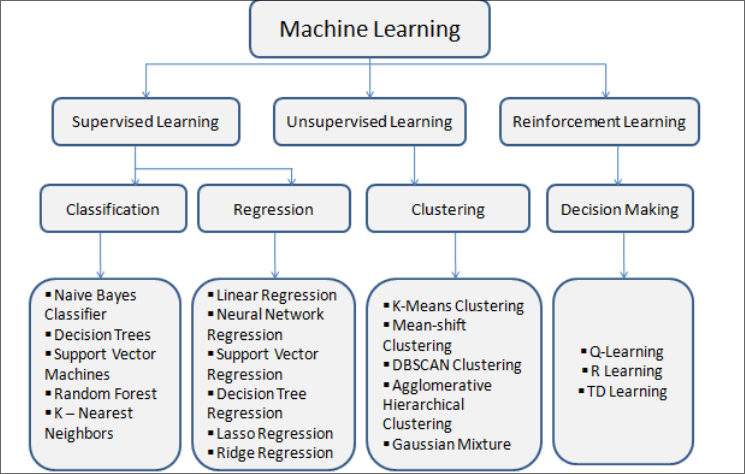 Machine Learning
Supervised Learning
Unsupervised Learning
Reinforcement Learning
Classification
Regression
Clustering
Decision Making
▪ Naive Bayes
Classifier
▪ Decision Trees
▪ Support Vector
Machines
▪ Random Forest
▪ K – Nearest
Neighbors
▪ Linear Regression
▪ Neural Network
Regression
▪ Support Vector
Regression
▪ Decision Tree
Regression
▪ Lasso Regression
▪ Ridge Regression
▪ K-Means Clustering
▪ Mean-shift
Clustering
▪ DBSCAN Clustering
▪ Agglomerative
Hierarchical
Clustering
▪ Gaussian Mixture
▪ Q-Learning
▪ R Learning
▪ TD Learning